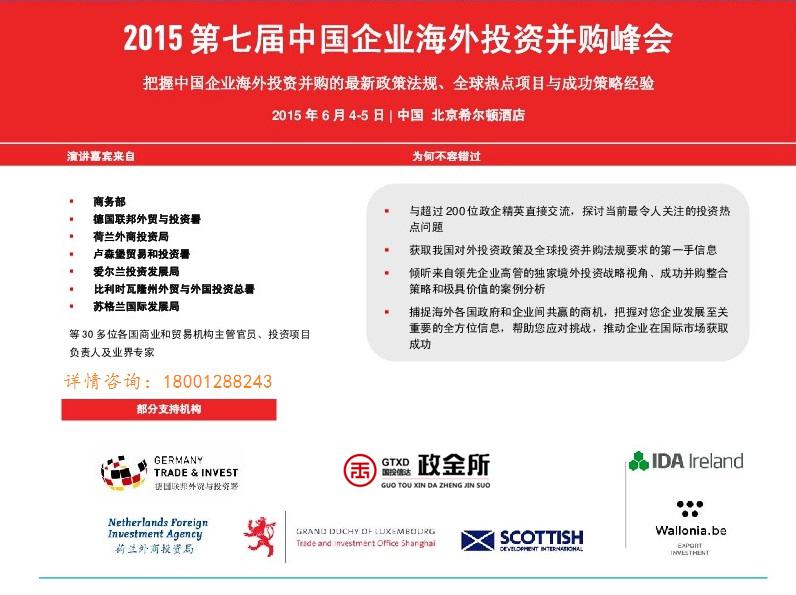 2015 第七届中国企业海外投资并购峰会
把握中国企业海外投资并购的最新政策法规、全球热点项目与成功策略经验
2015 年 6 月 4-5 日 | 中国 北京希尔顿酒店
演讲嘉宾来自
为何不容错过
▪ 商务部
▪ 德国联邦外贸与投资署
▪ 荷兰外商投资局
▪ 卢森堡贸易和投资署
▪ 爱尔兰投资发展局
▪ 比利时瓦隆州外贸与外国投资总署
▪ 苏格兰国际发展局
等 30 多位各国商业和贸易机构主管官员、投资项目
负责人及业界专家
▪ 与超过 200 位政企精英直接交流，探讨当前最令人关注的投资热
点问题
▪ 获取我国对外投资政策及全球投资并购法规要求的第一手信息
▪ 倾听来自领先企业高管的独家境外投资战略视角、成功并购整合
策略和极具价值的案例分析
▪ 捕捉海外各国政府和企业间共赢的商机，把握对您企业发展至关
重要的全方位信息，帮助您应对挑战，推动企业在国际市场获取
成功
详情咨询：18001288243
部分支持机构
GERMANY
TRADE & INVEST
德国联邦外贸与投资署
GTXD
国投信达
政金所
GUO TOU XIN DA ZHENG JIN SUO
IDA Ireland
Netherlands Foreign
Investment Agency
荷兰外商投资局
GRAND DUCHY OF LUXEMBOURG
Trade and Investment Office Shanghai
SCOTTISH
DEVELOPMENT INTERNATIONAL
Wallonia.be
EXPORT
INVESTMENT